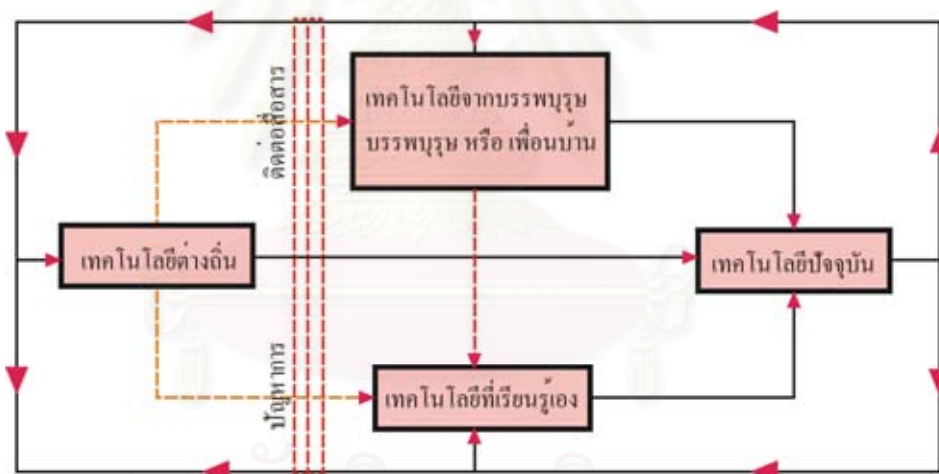 เทคโนโลยีจากบรรพบุรุษ
บรรพบุรุษ หรือ เพื่อนบ้าน
ติดต่อสื่อสาร
เทคโนโลยีต่างถิ่น
เทคโนโลยีปัจจุบัน
ปัญหาการ
เทคโนโลยีที่เรียนรู้เอง